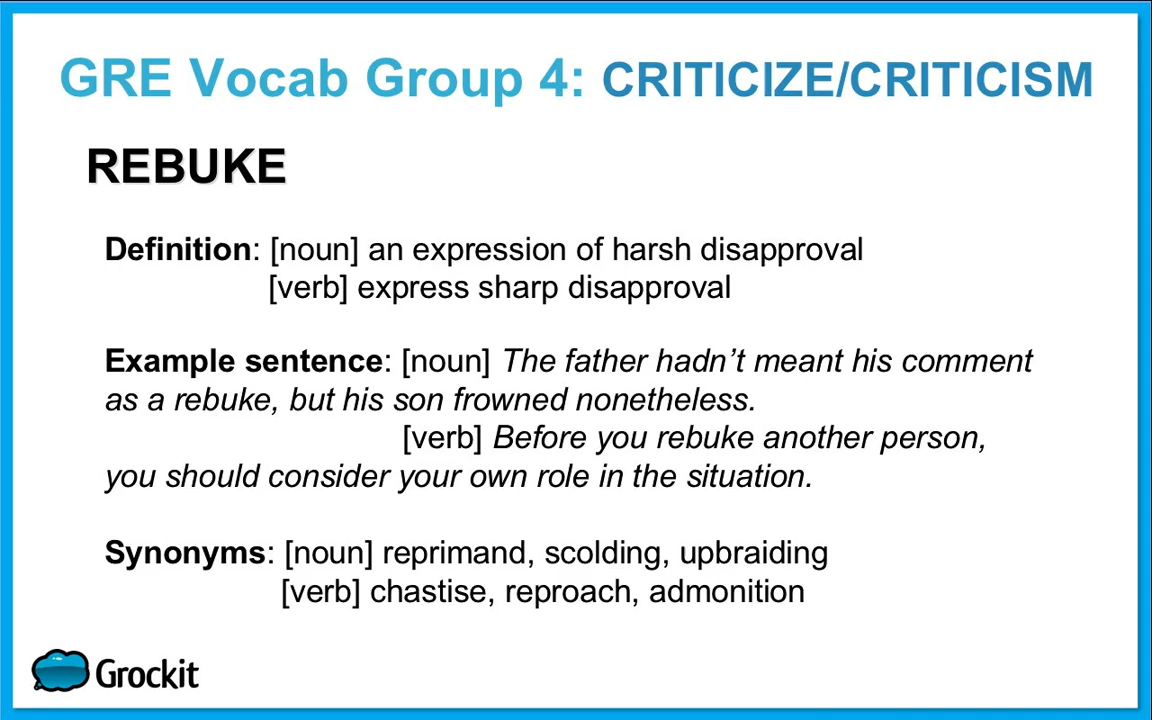 GRE Vocab Group 4: CRITICIZE/CRITICISM
REBUKE
Definition: [noun] an expression of harsh disapproval
[verb] express sharp disapproval
Example sentence: [noun] The father hadn’t meant his comment
as a rebuke, but his son frowned nonetheless.
[verb] Before you rebuke another person,
you should consider your own role in the situation.
Synonyms: [noun] reprimand, scolding, upbraiding
[verb] chastise, reproach, admonition
Grockit